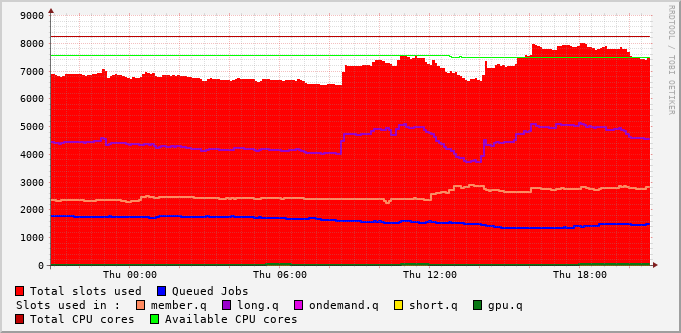 RRDTOOL / TOBI OETIKER
9000
8000
7000
6000
5000
4000
3000
2000
1000
0
Thu 00:00 Thu 06:00 Thu 12:00 Thu 18:00
Total slots used Queued Jobs
Slots used in : member.q long.q ondemand.q short.q gpu.q
Total CPU cores Available CPU cores